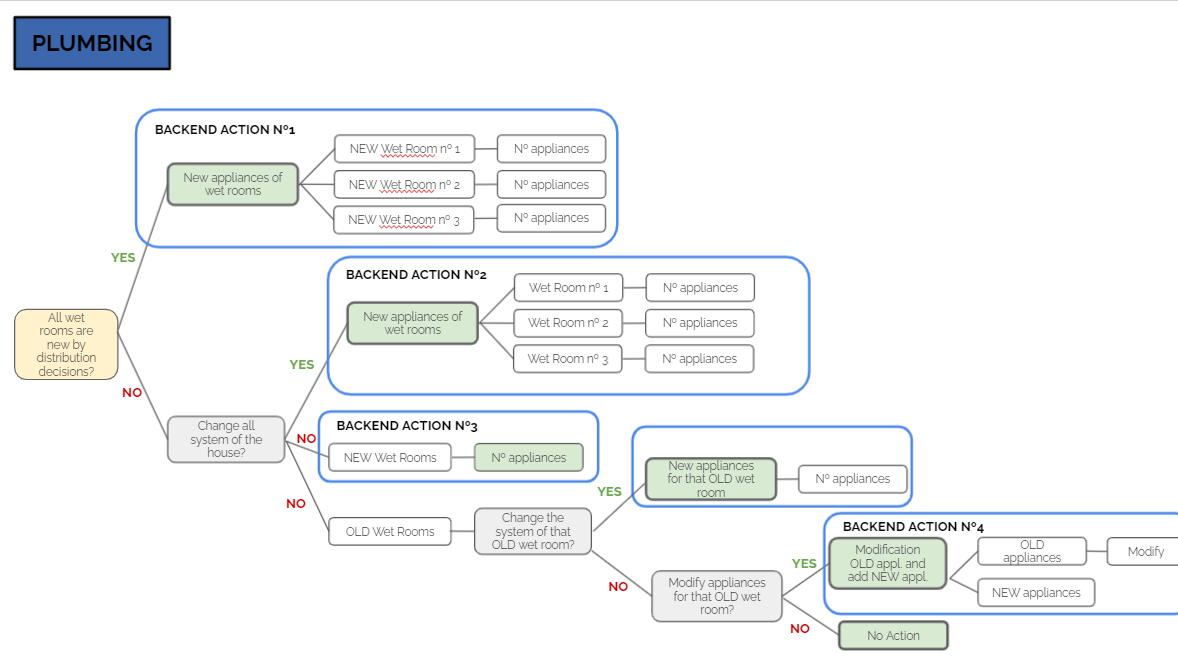 PLUMBING
BACKEND ACTION Nº1
New appliances of
wet rooms
NEW Wet Room nº 1
Nº appliances
NEW Wet Room nº 2
Nº appliances
NEW Wet Room nº 3
Nº appliances
YES
All wet
rooms are
new by
distribution
decisions?
NO
BACKEND ACTION Nº2
New appliances of
wet rooms
Wet Room nº 1
Nº appliances
Wet Room nº 2
Nº appliances
Wet Room nº 3
Nº appliances
YES
Change all
system of the
house?
NO
BACKEND ACTION Nº3
NEW Wet Rooms
Nº appliances
NO
OLD Wet Rooms
Change the
system of that
OLD wet room?
YES
New appliances
for that OLD wet
room
Nº appliances
NO
Modify appliances
for that OLD wet
room?
YES
BACKEND ACTION Nº4
Modification
OLD appl. and
add NEW appl.
OLD
appliances
Modify
NEW appliances
NO
No Action